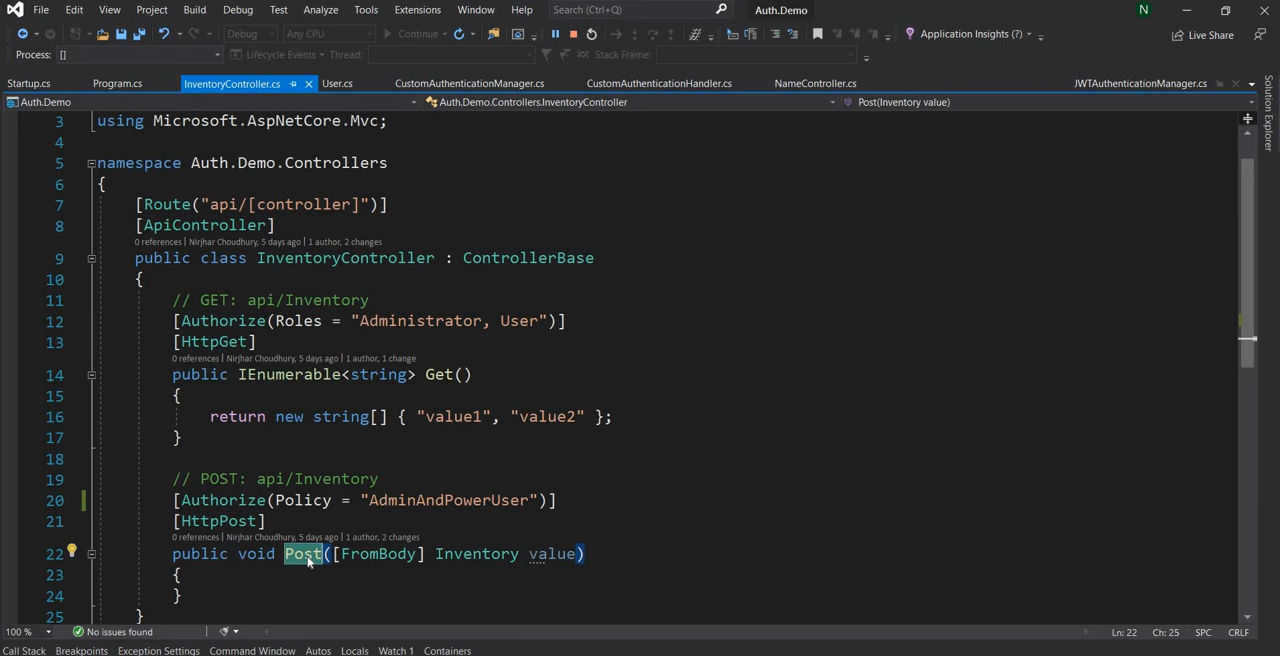 File Edit View Project Build Debug Test Analyze Tools Extensions Window Help Search (Ctrl+Q) Auth.Demo N
Debug Any CPU Continue Application Insights (?) Live Share
Process: [] Lifecycle Events Thread: Stack Frame:
Startup.cs Program.cs InventoryController.cs User.cs CustomAuthenticationManager.cs CustomAuthenticationHandler.cs NameController.cs JWTAuthenticationManager.cs
Auth.Demo Auth.Demo.Controllers.InventoryController Post(Inventory value)
Solution Explorer
3 using Microsoft.AspNetCore.Mvc;
4
5 namespace Auth.Demo.Controllers
6 {
7 [Route("api/[controller]")]
8 [ApiController]
0 references | Nirjhar Choudhury, 5 days ago | 1 author, 2 changes
9 public class InventoryController : ControllerBase
10 {
11 // GET: api/Inventory
12 [Authorize(Roles = "Administrator, User")]
13 [HttpGet]
0 references | Nirjhar Choudhury, 5 days ago | 1 author, 1 change
14 public IEnumerable<string> Get()
15 {
16 return new string[] { "value1", "value2" };
17 }
18
19 // POST: api/Inventory
20 [Authorize(Policy = "AdminAndPowerUser")]
21 [HttpPost]
0 references | Nirjhar Choudhury, 5 days ago | 1 author, 2 changes
22 public void Post([FromBody] Inventory value)
23 {
24 }
25 }
100 % No issues found Ln: 22 Ch: 25 SPC CRLF
Call Stack Breakpoints Exception Settings Command Window Autos Locals Watch 1 Containers